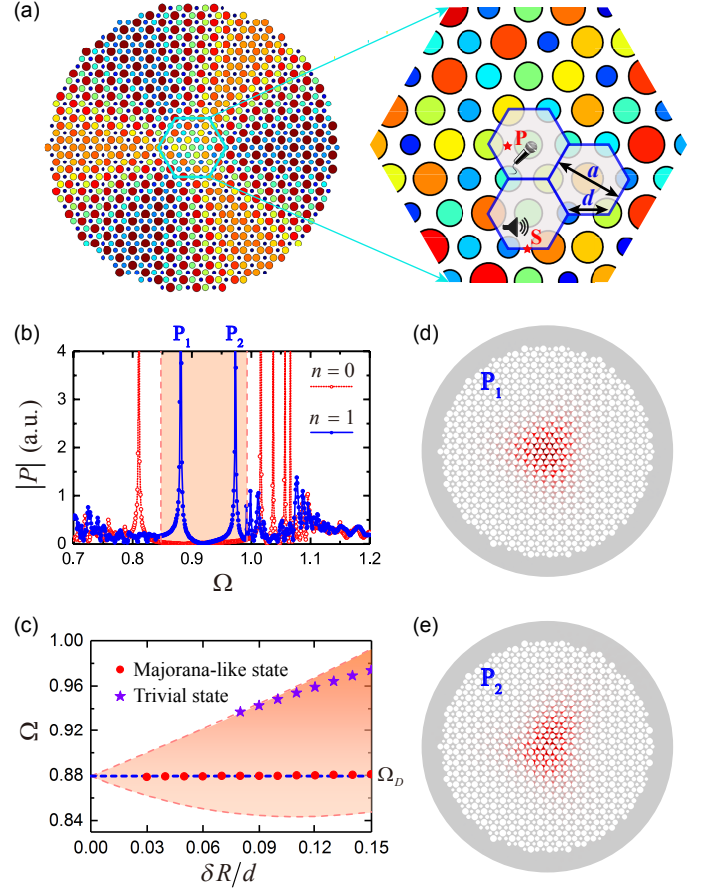 (a)
P
a
d
S
(b)
P₁ P₂
4
3
2
1
0
|P| (a.u.)
n = 0
n = 1
0.7 0.8 0.9 1.0 1.1 1.2
Ω
(c)
1.00
0.96
0.92
0.88
0.84
Ω
Majorana-like state
Trivial state
Ω_D
0.00 0.03 0.06 0.09 0.12 0.15
δR/d
(d)
P₁
(e)
P₂